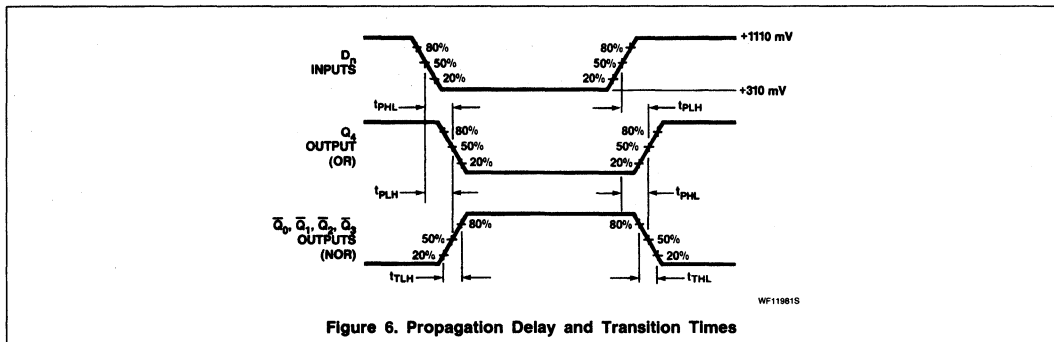 +1110 mV
80%
80%
Dn
INPUTS
50%
50%
20%
20%
+310 mV
tPHL
tPLH
Q4
OUTPUT
(OR)
80%
80%
50%
50%
20%
20%
tPLH
tPHL
Q̅0, Q̅1, Q̅2, Q̅3
OUTPUTS
(NOR)
80%
80%
50%
50%
20%
20%
tTLH
tTHL
WF11981S
Figure 6. Propagation Delay and Transition Times